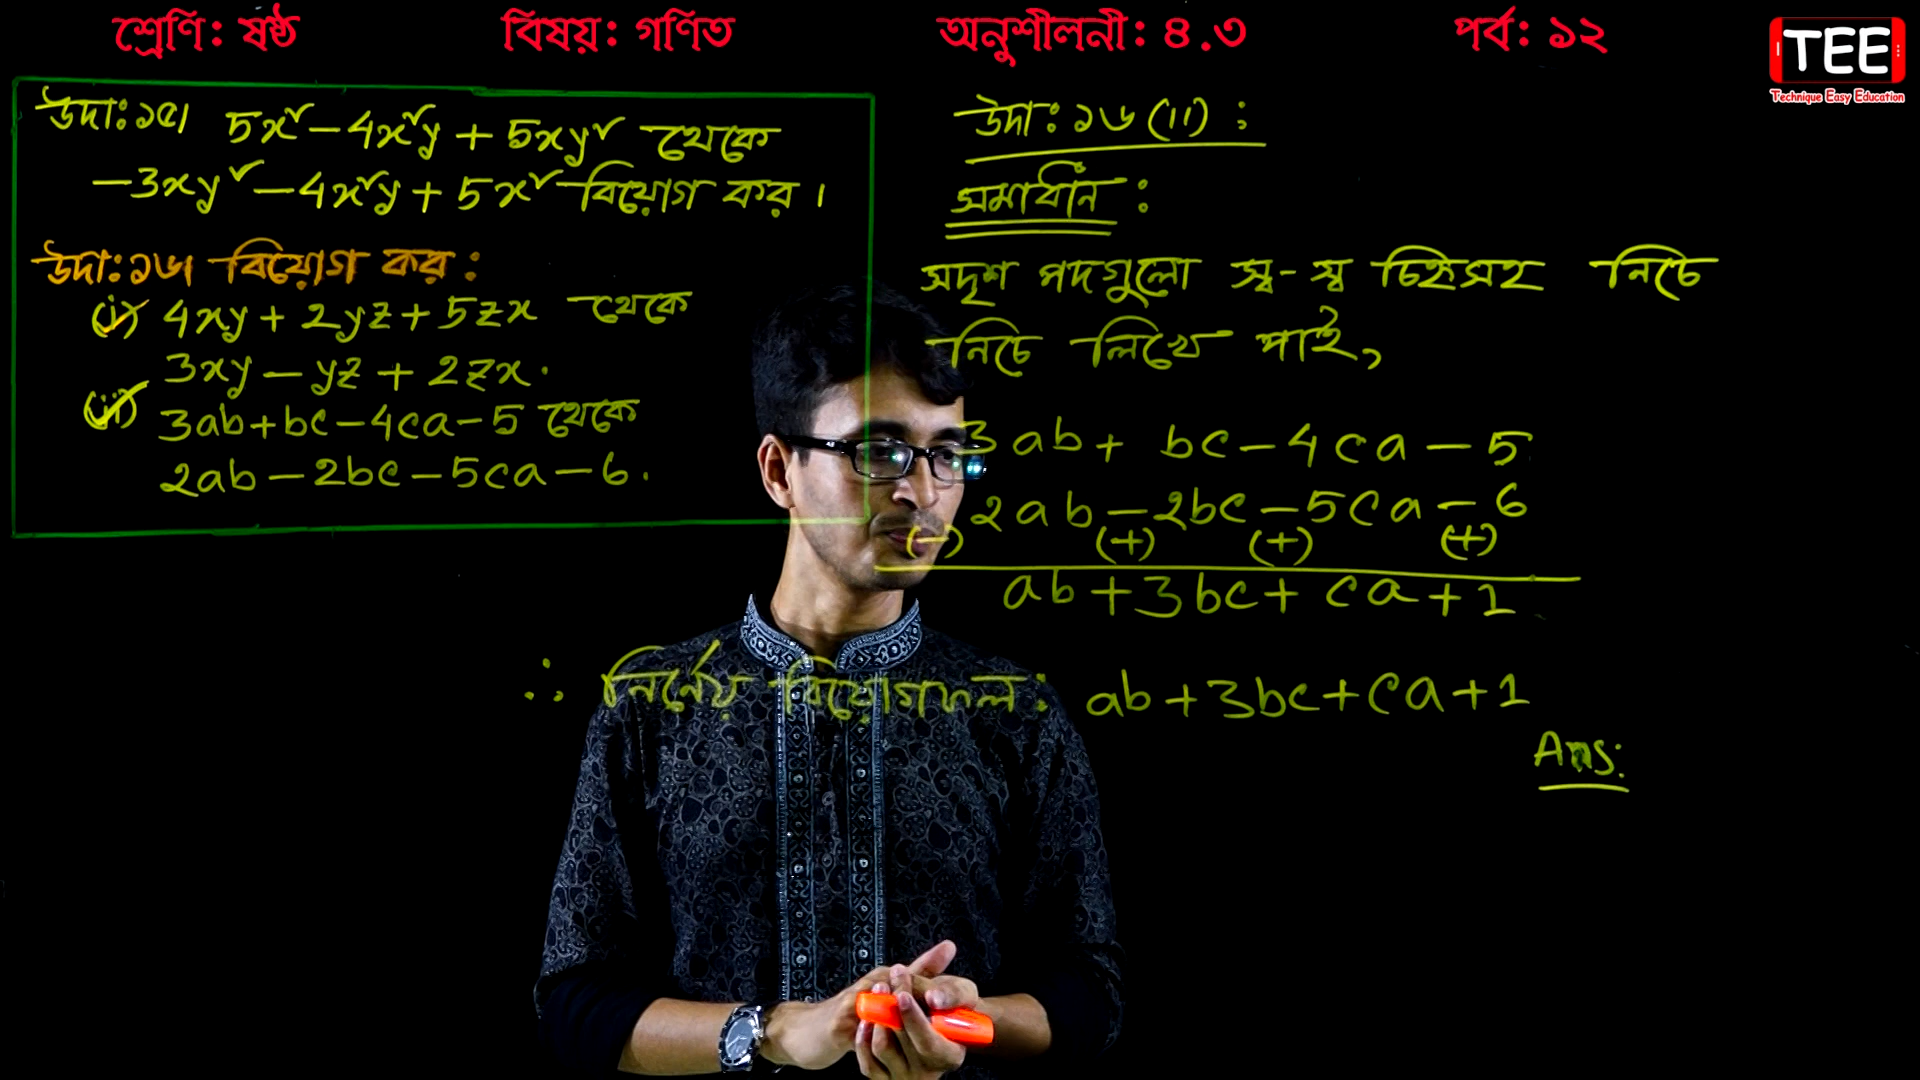 শ্রেণি: ষষ্ঠ বিষয়: গণিত অনুশীলনী: ৪.৩ পর্ব: ১২
TEE
Technique Easy Education
উদা: ১৫। 5x² - 4x²y + 5xy² থেকে
-3xy² - 4x²y + 5x² বিয়োগ কর।
উদা: ১৬। বিয়োগ কর:
(i) 4xy + 2yz + 5zx থেকে
3xy - yz + 2zx.
(ii) 3ab + bc - 4ca - 5 থেকে
2ab - 2bc - 5ca - 6.
উদা: ১৬ (ii) :
সমাধান :
সদৃশ পদগুলো স্ব-স্ব চিহ্নসহ নিচে
নিচে লিখে পাই,
3ab + bc - 4ca - 5
2ab - 2bc - 5ca - 6
(-) (+) (+) (+)
ab + 3bc + ca + 1
∴ নির্ণেয় বিয়োগফল: ab + 3bc + ca + 1
Ans: